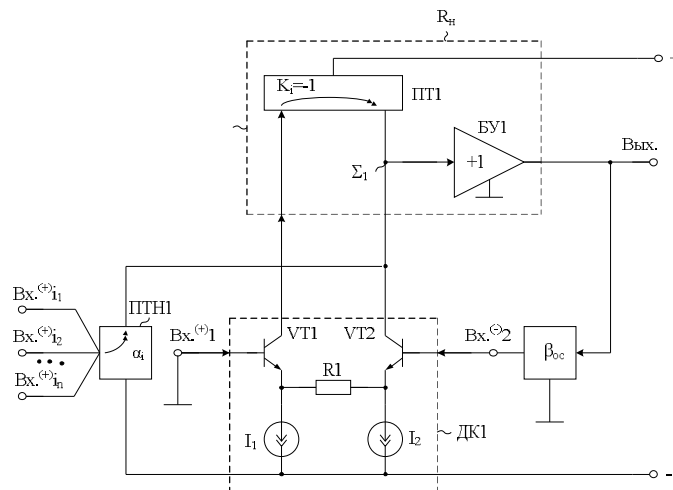 Rн
Ki=-1
ПТ1
БУ1
+1
Вых.
Σ1
Вх.(+)i1
ПТН1
Вх.(+)i2
αi
Вх.(+)in
Вх.(+)1
VT1
VT2
Вх.(-)2
βос
R1
I1
I2
ДК1
-